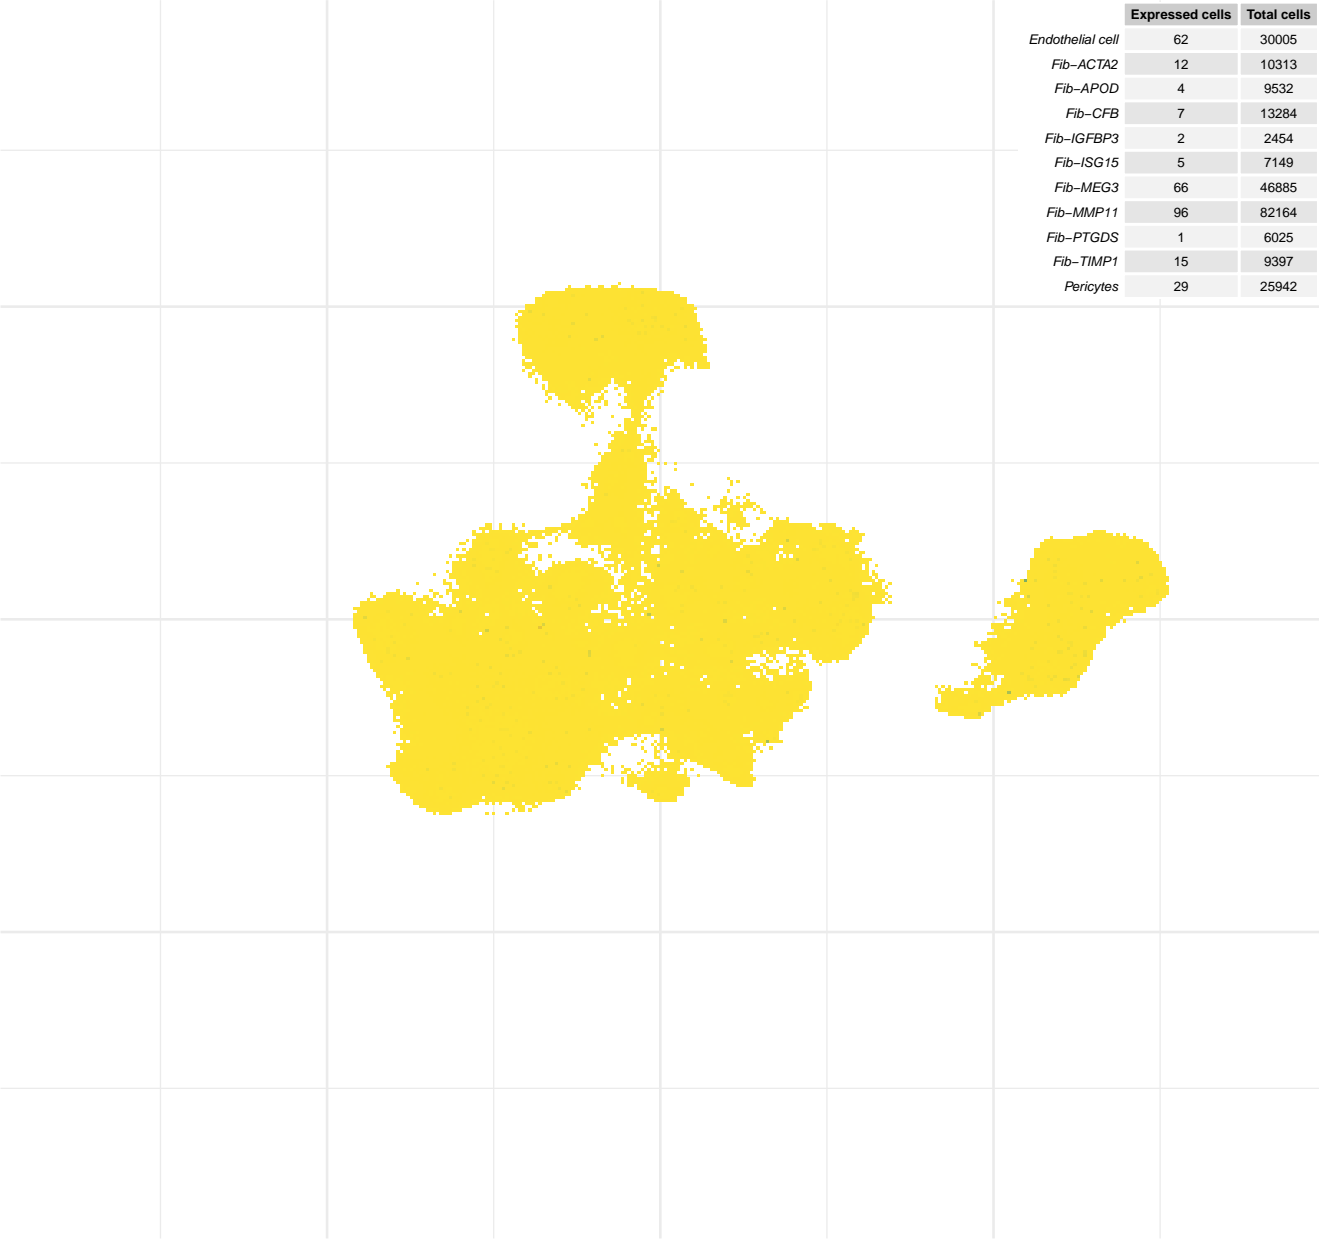 Expressed cells Total cells
Endothelial cell 62 30005
Fib−ACTA2 12 10313
Fib−APOD 4 9532
Fib−CFB 7 13284
Fib−IGFBP3 2 2454
Fib−ISG15 5 7149
Fib−MEG3 66 46885
Fib−MMP11 96 82164
Fib−PTGDS 1 6025
Fib−TIMP1 15 9397
Pericytes 29 25942